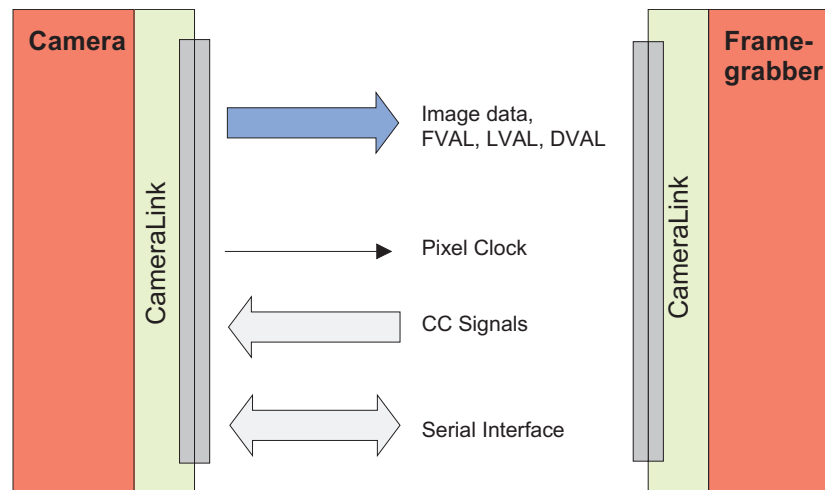 Camera
Frame-
grabber
CameraLink
Image data,
FVAL, LVAL, DVAL
Pixel Clock
CC Signals
Serial Interface
CameraLink